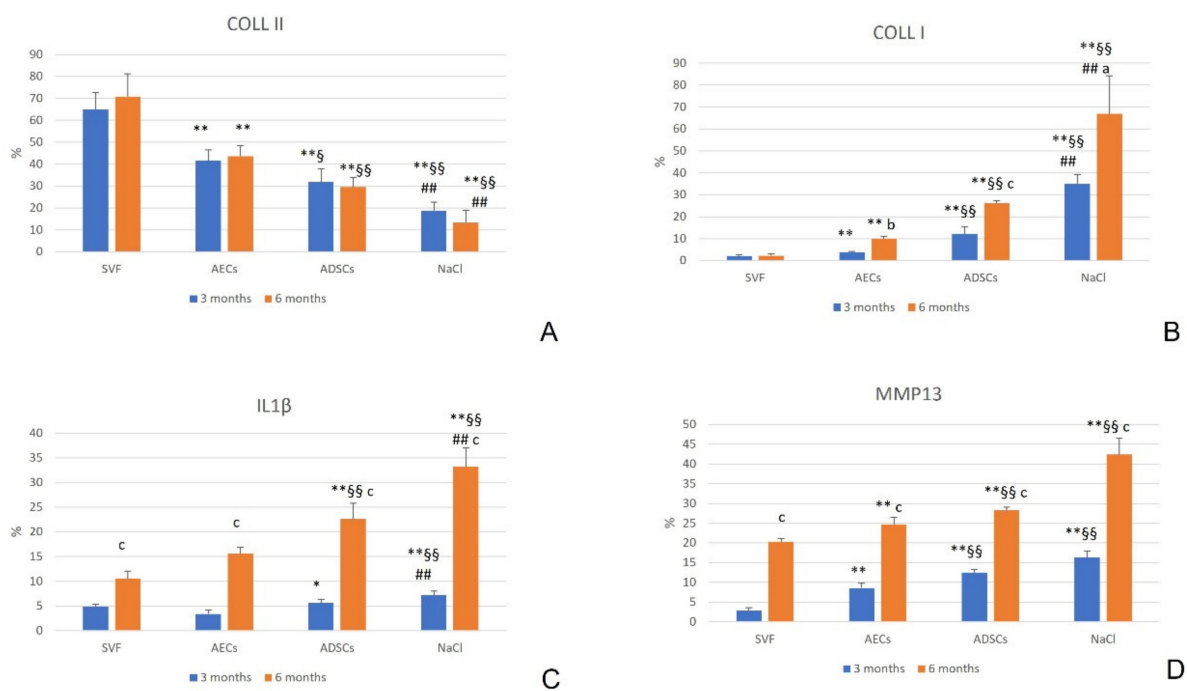 COLL II
90
80
70
60
50
40
30
20
10
0
%
** **
**§
**§§
**§§
##
**§§
##
SVF AECs ADSCs NaCl
3 months 6 months
A
COLL I
90
80
70
60
50
40
30
20
10
0
%
**
** b
**§§
**§§ c
**§§
##
**§§
## a
SVF AECs ADSCs NaCl
3 months 6 months
B
IL1β
40
35
30
25
20
15
10
5
0
%
c
c
*
**§§ c
**§§
##
**§§
## c
SVF AECs ADSCs NaCl
3 months 6 months
C
MMP13
50
45
40
35
30
25
20
15
10
5
0
%
c
**
** c
**§§
**§§ c
**§§
**§§ c
SVF AECs ADSCs NaCl
3 months 6 months
D